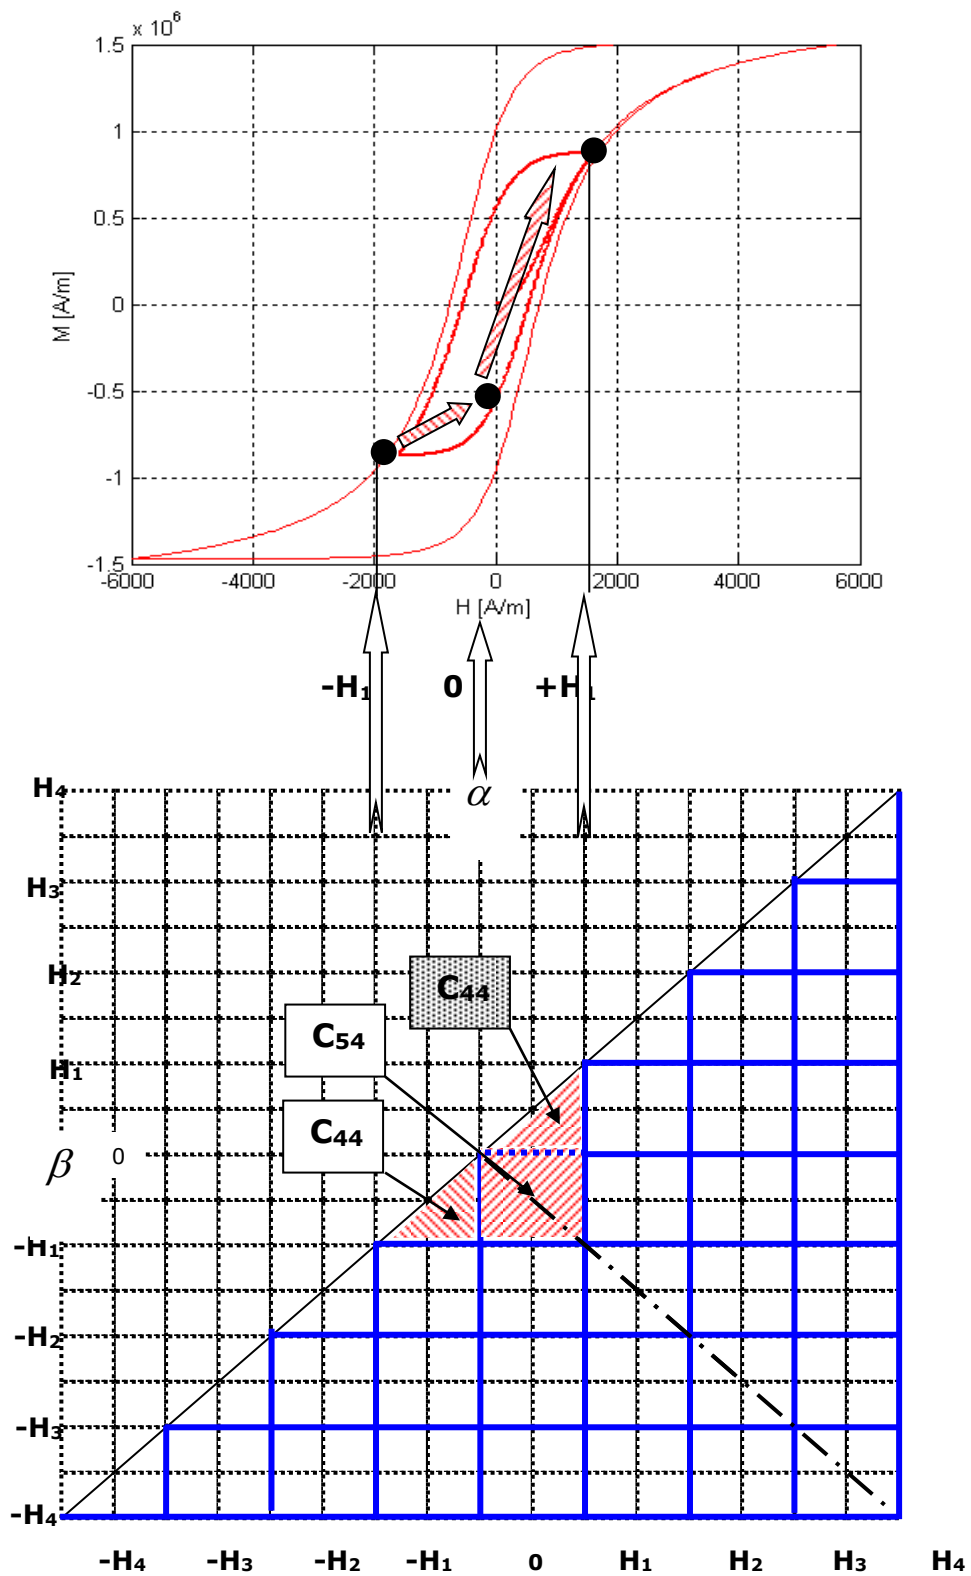 x 10⁶
1.5
1
0.5
0
-0.5
-1
-1.5
M [A/m]
-6000 -4000 -2000 0 2000 4000 6000
H [A/m]
-H₁ 0 +H₁
α
H₄
H₃
H₂
C₄₄
C₅₄
H₁
C₄₄
β 0
-H₁
-H₂
-H₃
-H₄
-H₄ -H₃ -H₂ -H₁ 0 H₁ H₂ H₃ H₄